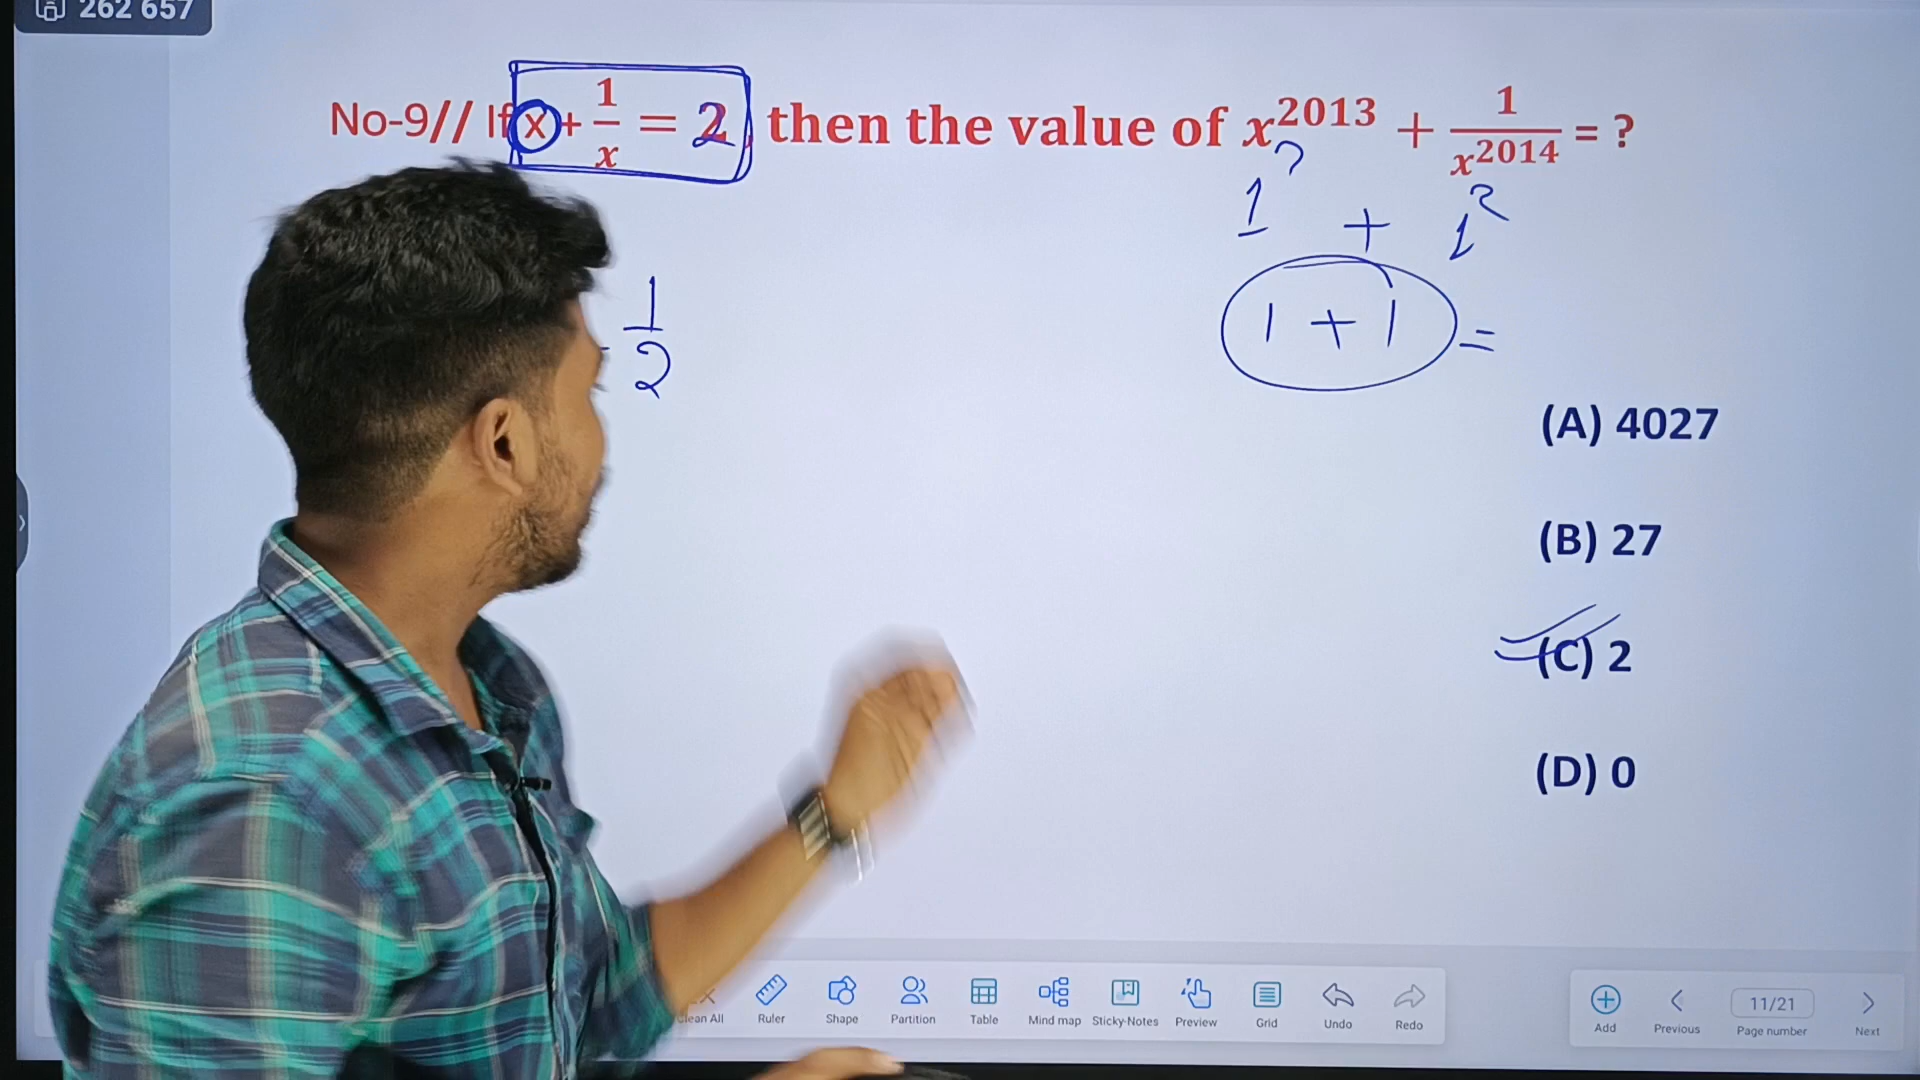 262 657
No-9// If x + 1/x = 2, then the value of x^2013 + 1/x^2014 = ?
1^? + 1^2
1 + 1 =
1/2
(A) 4027
(B) 27
(C) 2
(D) 0
lean All Ruler Shape Partition Table Mind map Sticky-Notes Preview Grid Undo Redo
Add Previous 11/21 Page number Next